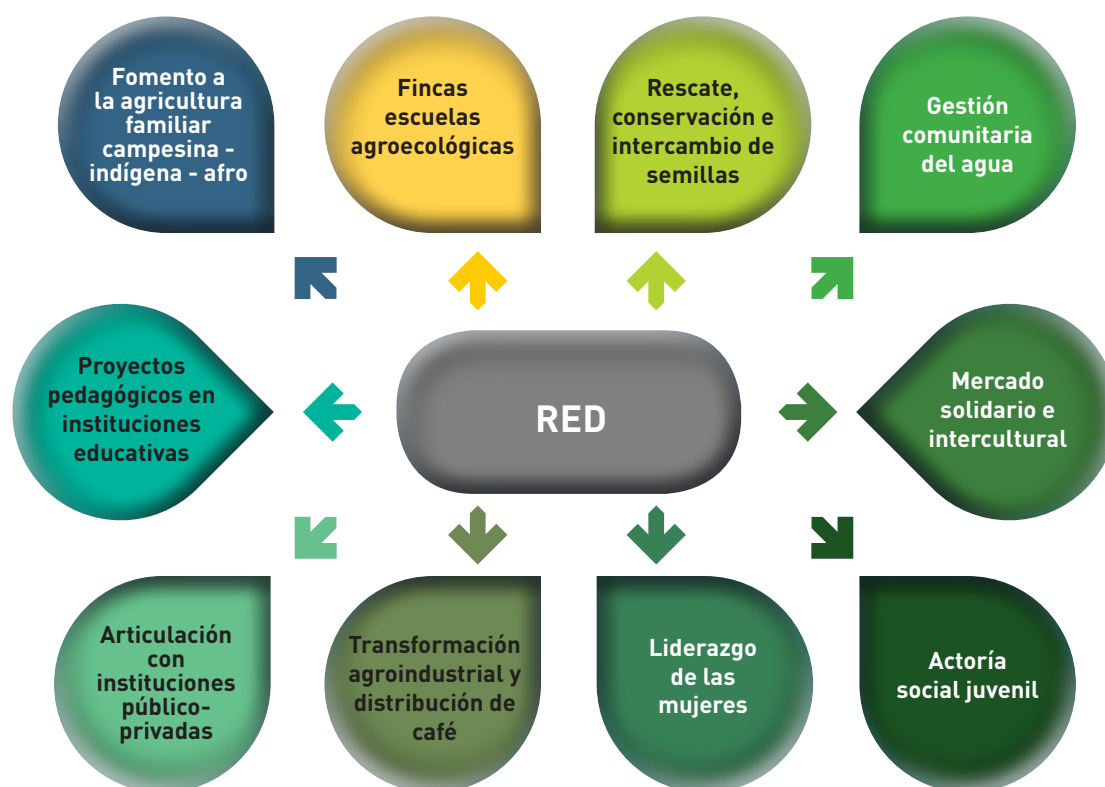 Fomento a
la agricultura
familiar
campesina -
indígena - afro
Fincas
escuelas
agroecológicas
Rescate,
conservación e
intercambio de
semillas
Gestión
comunitaria
del agua
Proyectos
pedagógicos en
instituciones
educativas
RED
Mercado
solidario e
intercultural
Articulación
con
instituciones
público-
privadas
Transformación
agroindustrial y
distribución de
café
Liderazgo
de las
mujeres
Actoría
social juvenil